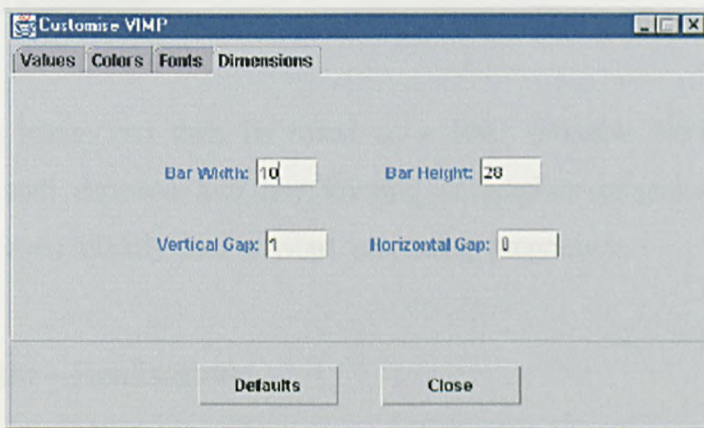 Customise VIMP
Values Colors Fonts Dimensions
Bar Width: 10 Bar Height: 28
Vertical Gap: 1 Horizontal Gap: 0
Defaults Close